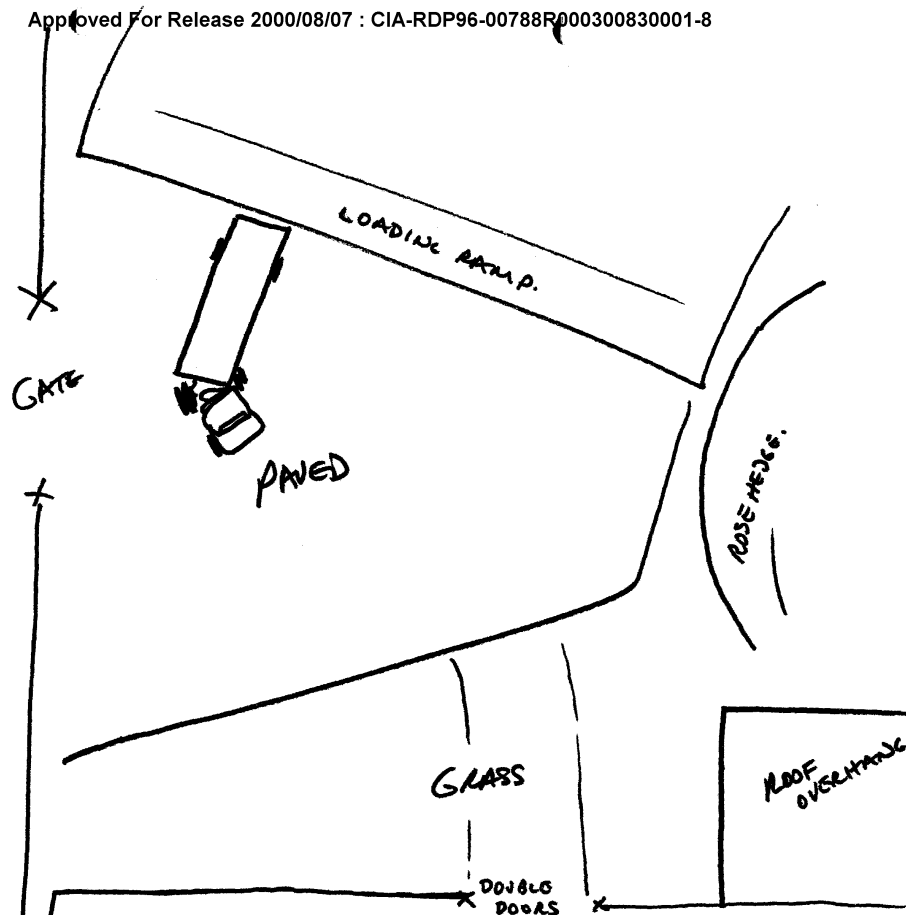 Approved For Release 2000/08/07 : CIA-RDP96-00788R000300830001-8
LOADING RAMP.
GATE
PAVED
ROSE HEDGE.
GRASS
ROOF
OVERHANG
DOUBLE
DOORS